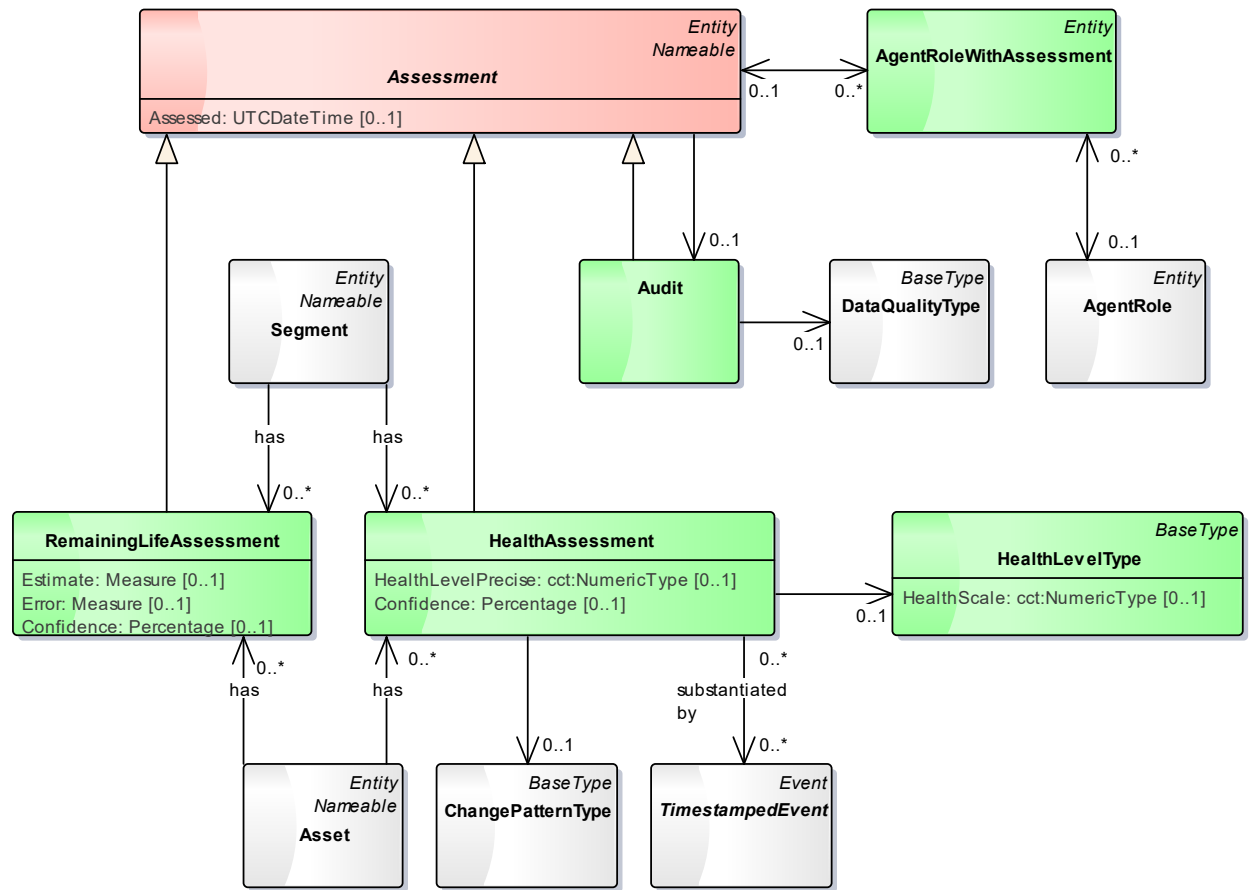 Entity
Nameable
Assessment
Assessed: UTCDateTime [0..1]
Entity
AgentRoleWithAssessment
0..1
0..*
0..*
0..1
0..1
Entity
Nameable
Segment
Audit
BaseType
DataQualityType
0..1
Entity
AgentRole
has
has
0..*
0..*
RemainingLifeAssessment
Estimate: Measure [0..1]
Error: Measure [0..1]
Confidence: Percentage [0..1]
HealthAssessment
HealthLevelPrecise: cct:NumericType [0..1]
Confidence: Percentage [0..1]
BaseType
HealthLevelType
HealthScale: cct:NumericType [0..1]
0..1
0..*
0..*
0..*
has
has
substantiated
by
0..1
0..*
Entity
Nameable
Asset
BaseType
ChangePatternType
Event
TimestampedEvent